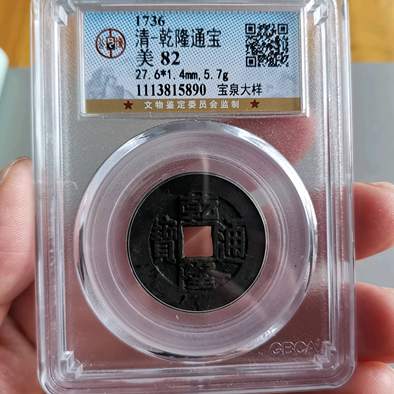 1736
清·乾隆通宝
美 82
27.6*1.4mm,5.7g
1113815890 宝泉大样
★ 文物鉴定委员会监制 ★
乾隆通寶
GBCA